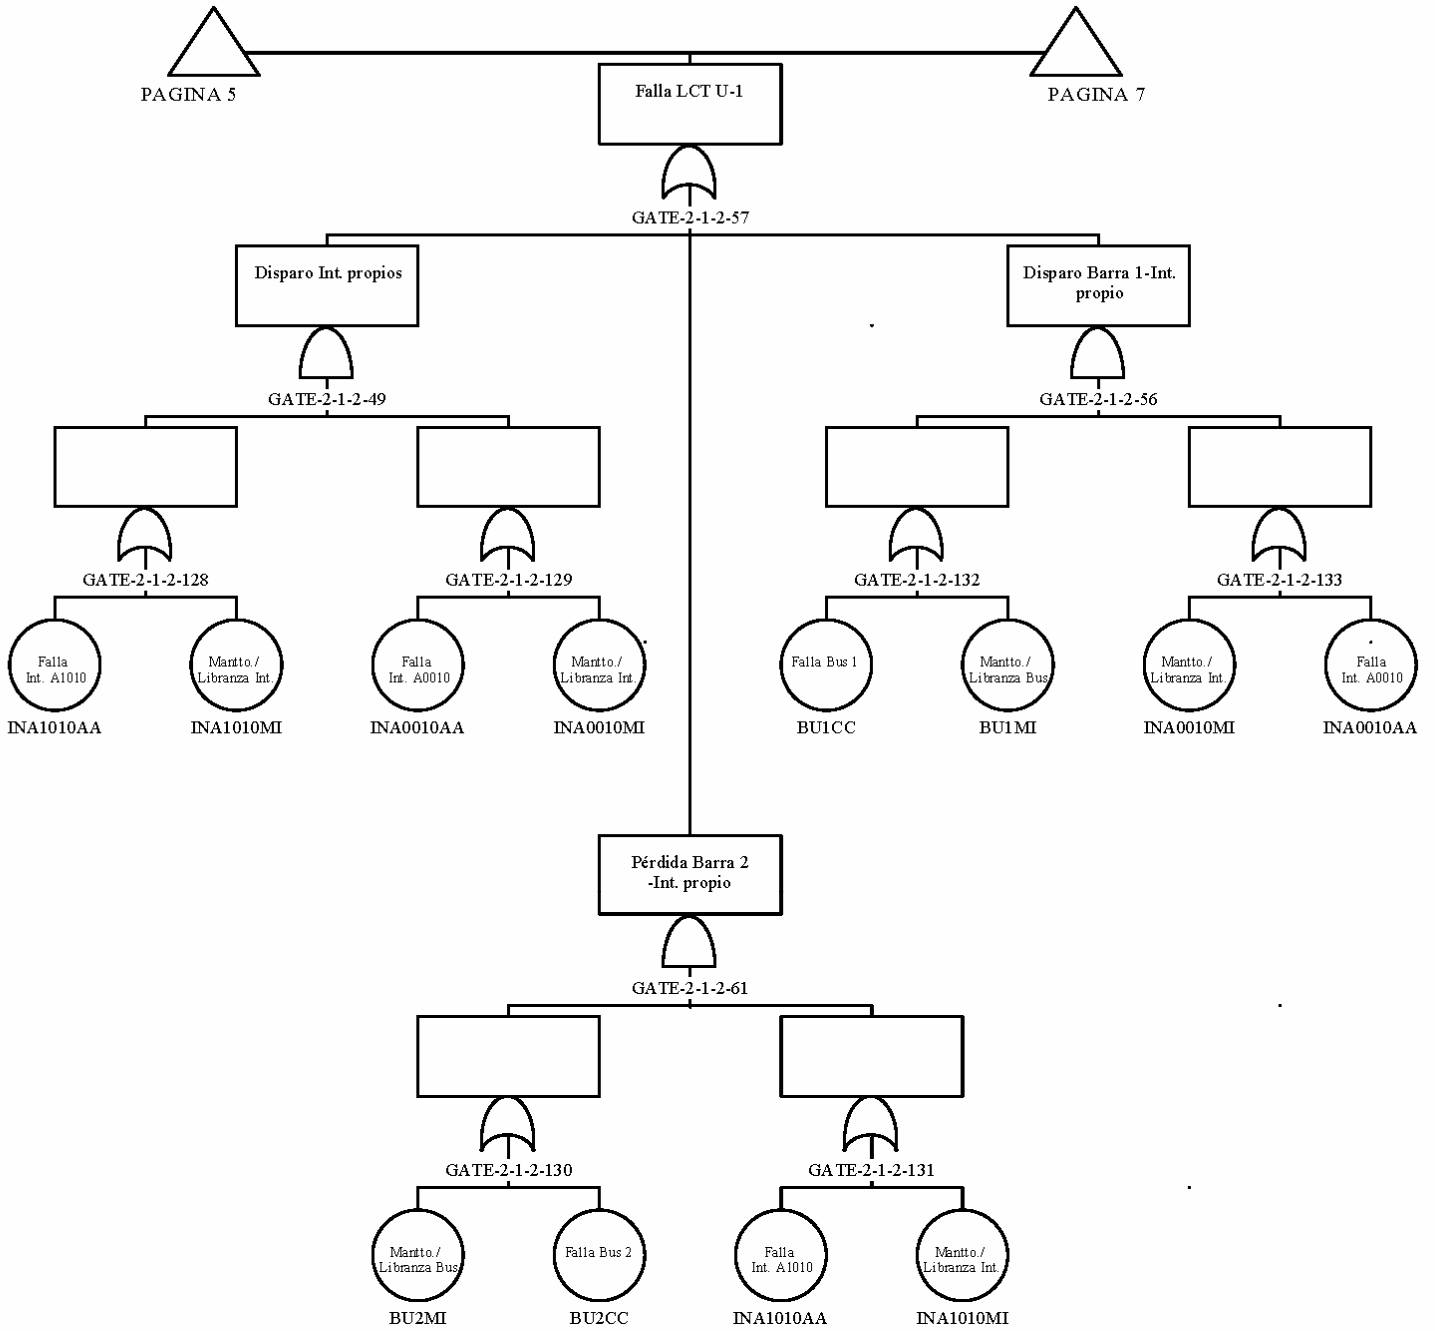 PAGINA 5
PAGINA 7
Falla LCT U-1
GATE-2-1-2-57
Disparo Int. propios
Disparo Barra 1-Int.
propio
GATE-2-1-2-49
GATE-2-1-2-56
GATE-2-1-2-128
GATE-2-1-2-129
GATE-2-1-2-132
GATE-2-1-2-133
Falla
Int. A1010
Mantto./
Libranza Int.
Falla
Int. A0010
Mantto./
Libranza Int.
Falla Bus 1
Mantto./
Libranza Bus
Mantto./
Libranza Int.
Falla
Int. A0010
INA1010AA
INA1010MI
INA0010AA
INA0010MI
BU1CC
BU1MI
INA0010MI
INA0010AA
Pérdida Barra 2
-Int. propio
GATE-2-1-2-61
GATE-2-1-2-130
GATE-2-1-2-131
Mantto./
Libranza Bus
Falla Bus 2
Falla
Int. A1010
Mantto./
Libranza Int.
BU2MI
BU2CC
INA1010AA
INA1010MI